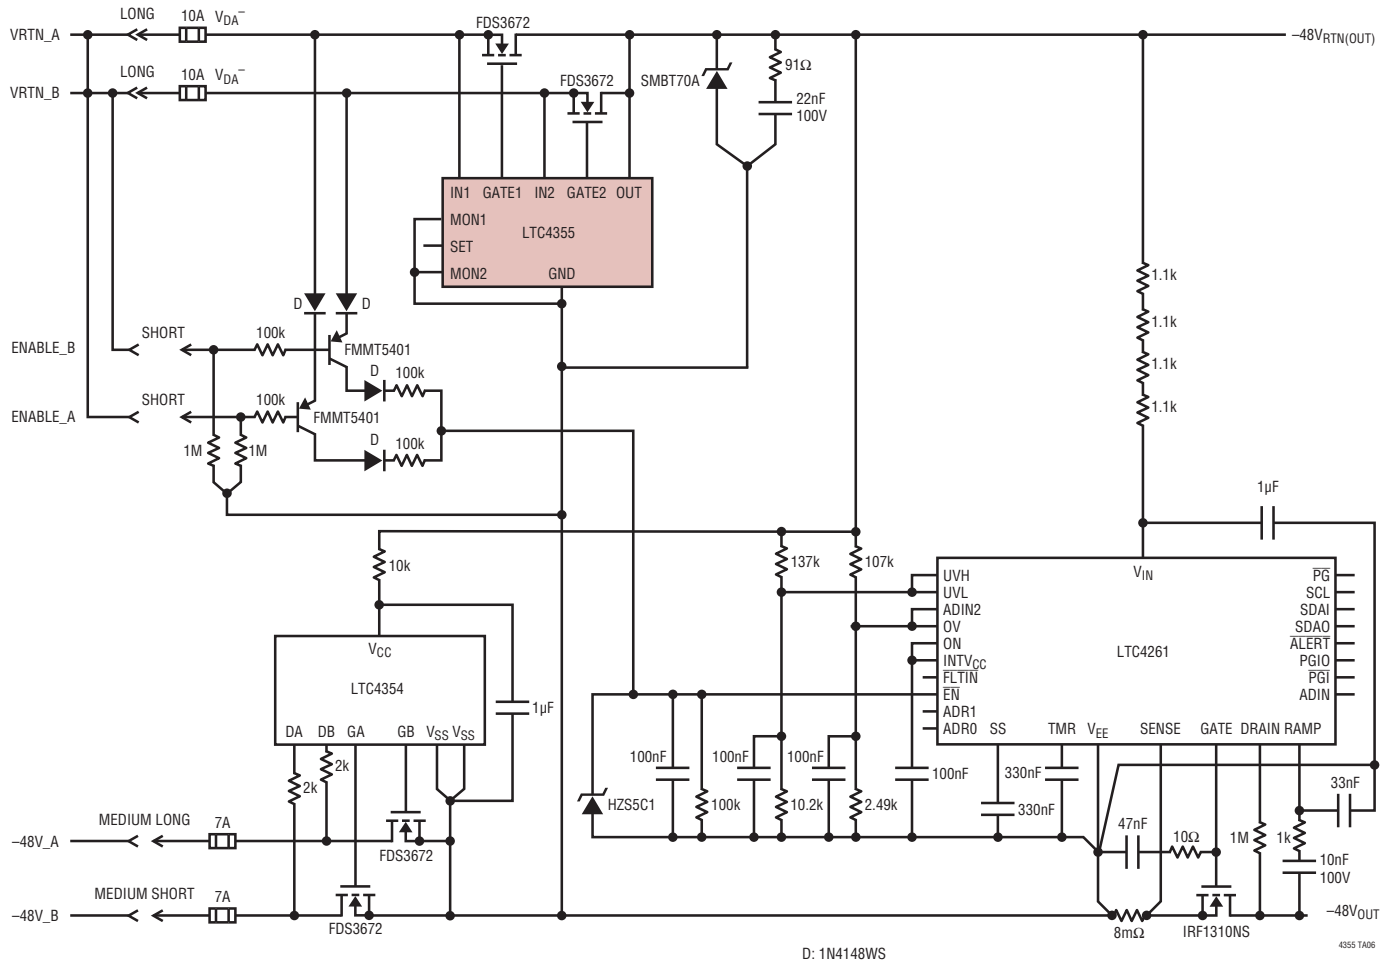 LONG 10A VDA–
FDS3672
VRTN_A
–48VRTN(OUT)
LONG 10A VDA–
FDS3672
SMBT70A
91Ω
VRTN_B
22nF
100V
IN1 GATE1 IN2 GATE2 OUT
MON1
LTC4355
SET
MON2 GND
D D
1.1k
1.1k
1.1k
1.1k
SHORT 100k
ENABLE_B
FMMT5401
D 100k
SHORT 100k
ENABLE_A
FMMT5401
D 100k
1M 1M
1µF
10k
137k 107k
VIN
UVH
UVL
ADIN2
OV
ON
INTVCC
FLTIN
EN
ADR1
ADR0
LTC4261
PG
SCL
SDAI
SDAO
ALERT
PGIO
PGI
ADIN
SS TMR VEE SENSE GATE DRAIN RAMP
VCC
LTC4354
1µF
DA DB GA GB VSS VSS
2k
2k
HZS5C1
100nF
100k
100nF
10.2k
100nF
2.49k
100nF
330nF
330nF
33nF
47nF
10Ω
1M
1k
10nF
100V
MEDIUM LONG 7A
–48V_A
FDS3672
MEDIUM SHORT 7A
–48V_B
FDS3672
8mΩ
IRF1310NS
–48VOUT
D: 1N4148WS
4355 TA06